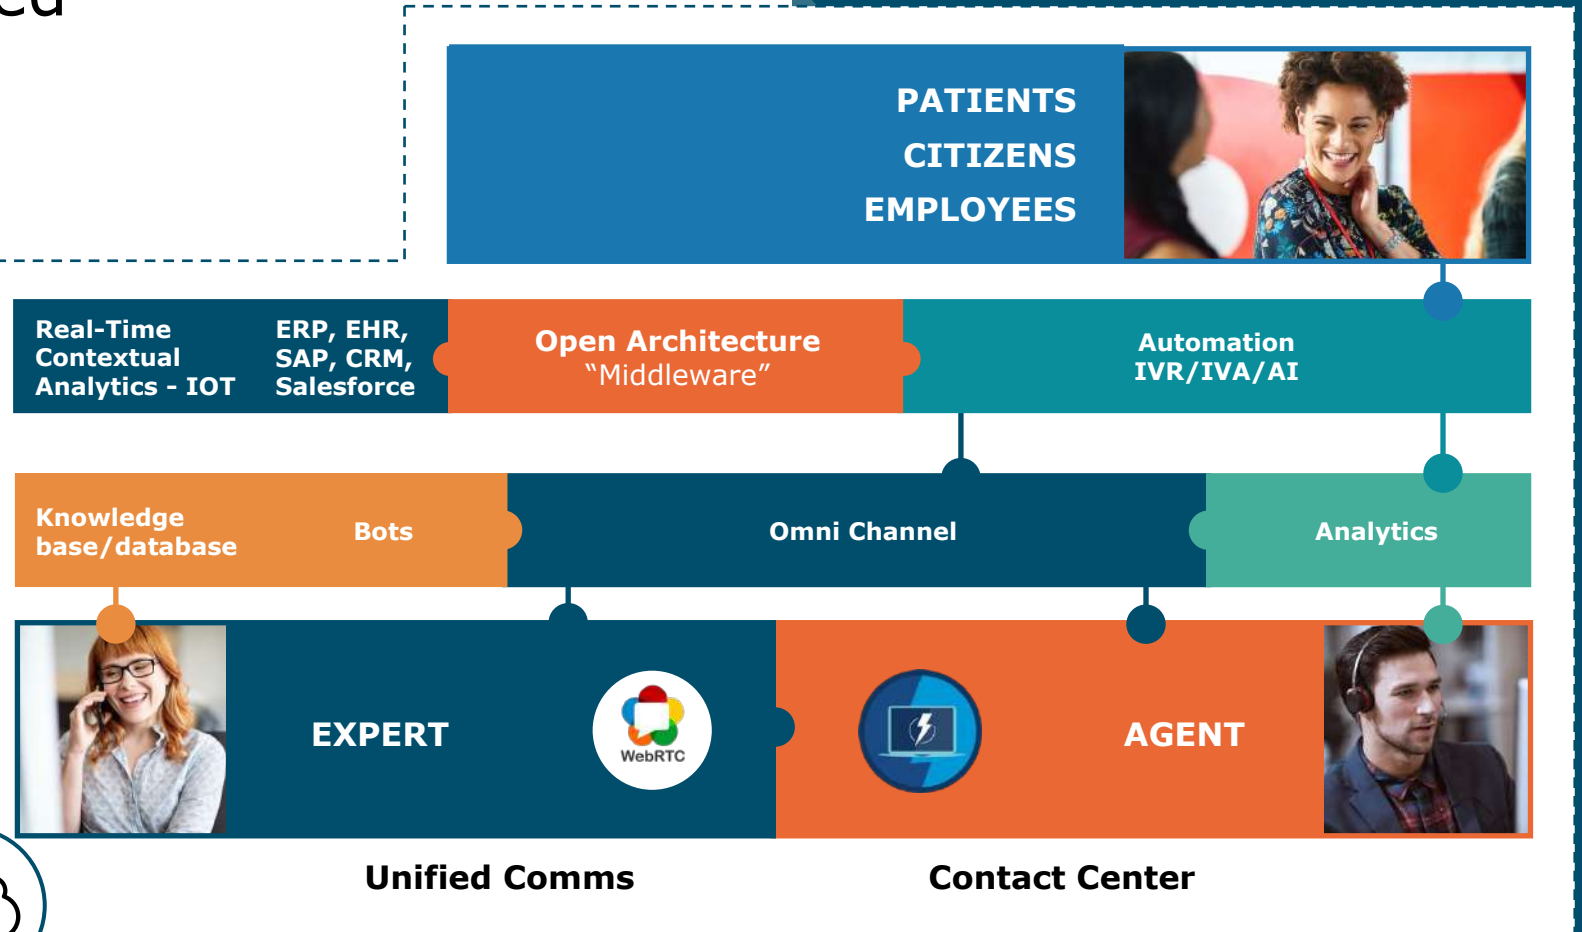 PATIENTS
CITIZENS
EMPLOYEES
Real-Time
Contextual
Analytics - IOT
ERP, EHR,
SAP, CRM,
Salesforce
Open Architecture
“Middleware”
Automation
IVR/IVA/AI
Knowledge
base/database
Bots
Omni Channel
Analytics
EXPERT
WebRTC
AGENT
Unified Comms
Contact Center